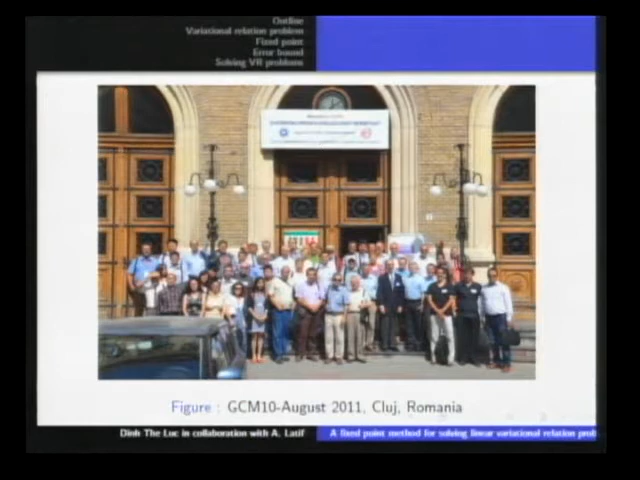 Outline
Variational relation problem
Fixed point
Error bound
Solving VR problems
Figure : GCM10-August 2011, Cluj, Romania
Dinh The Luc in collaboration with A. Latif
A fixed point method for solving linear variational relation prob